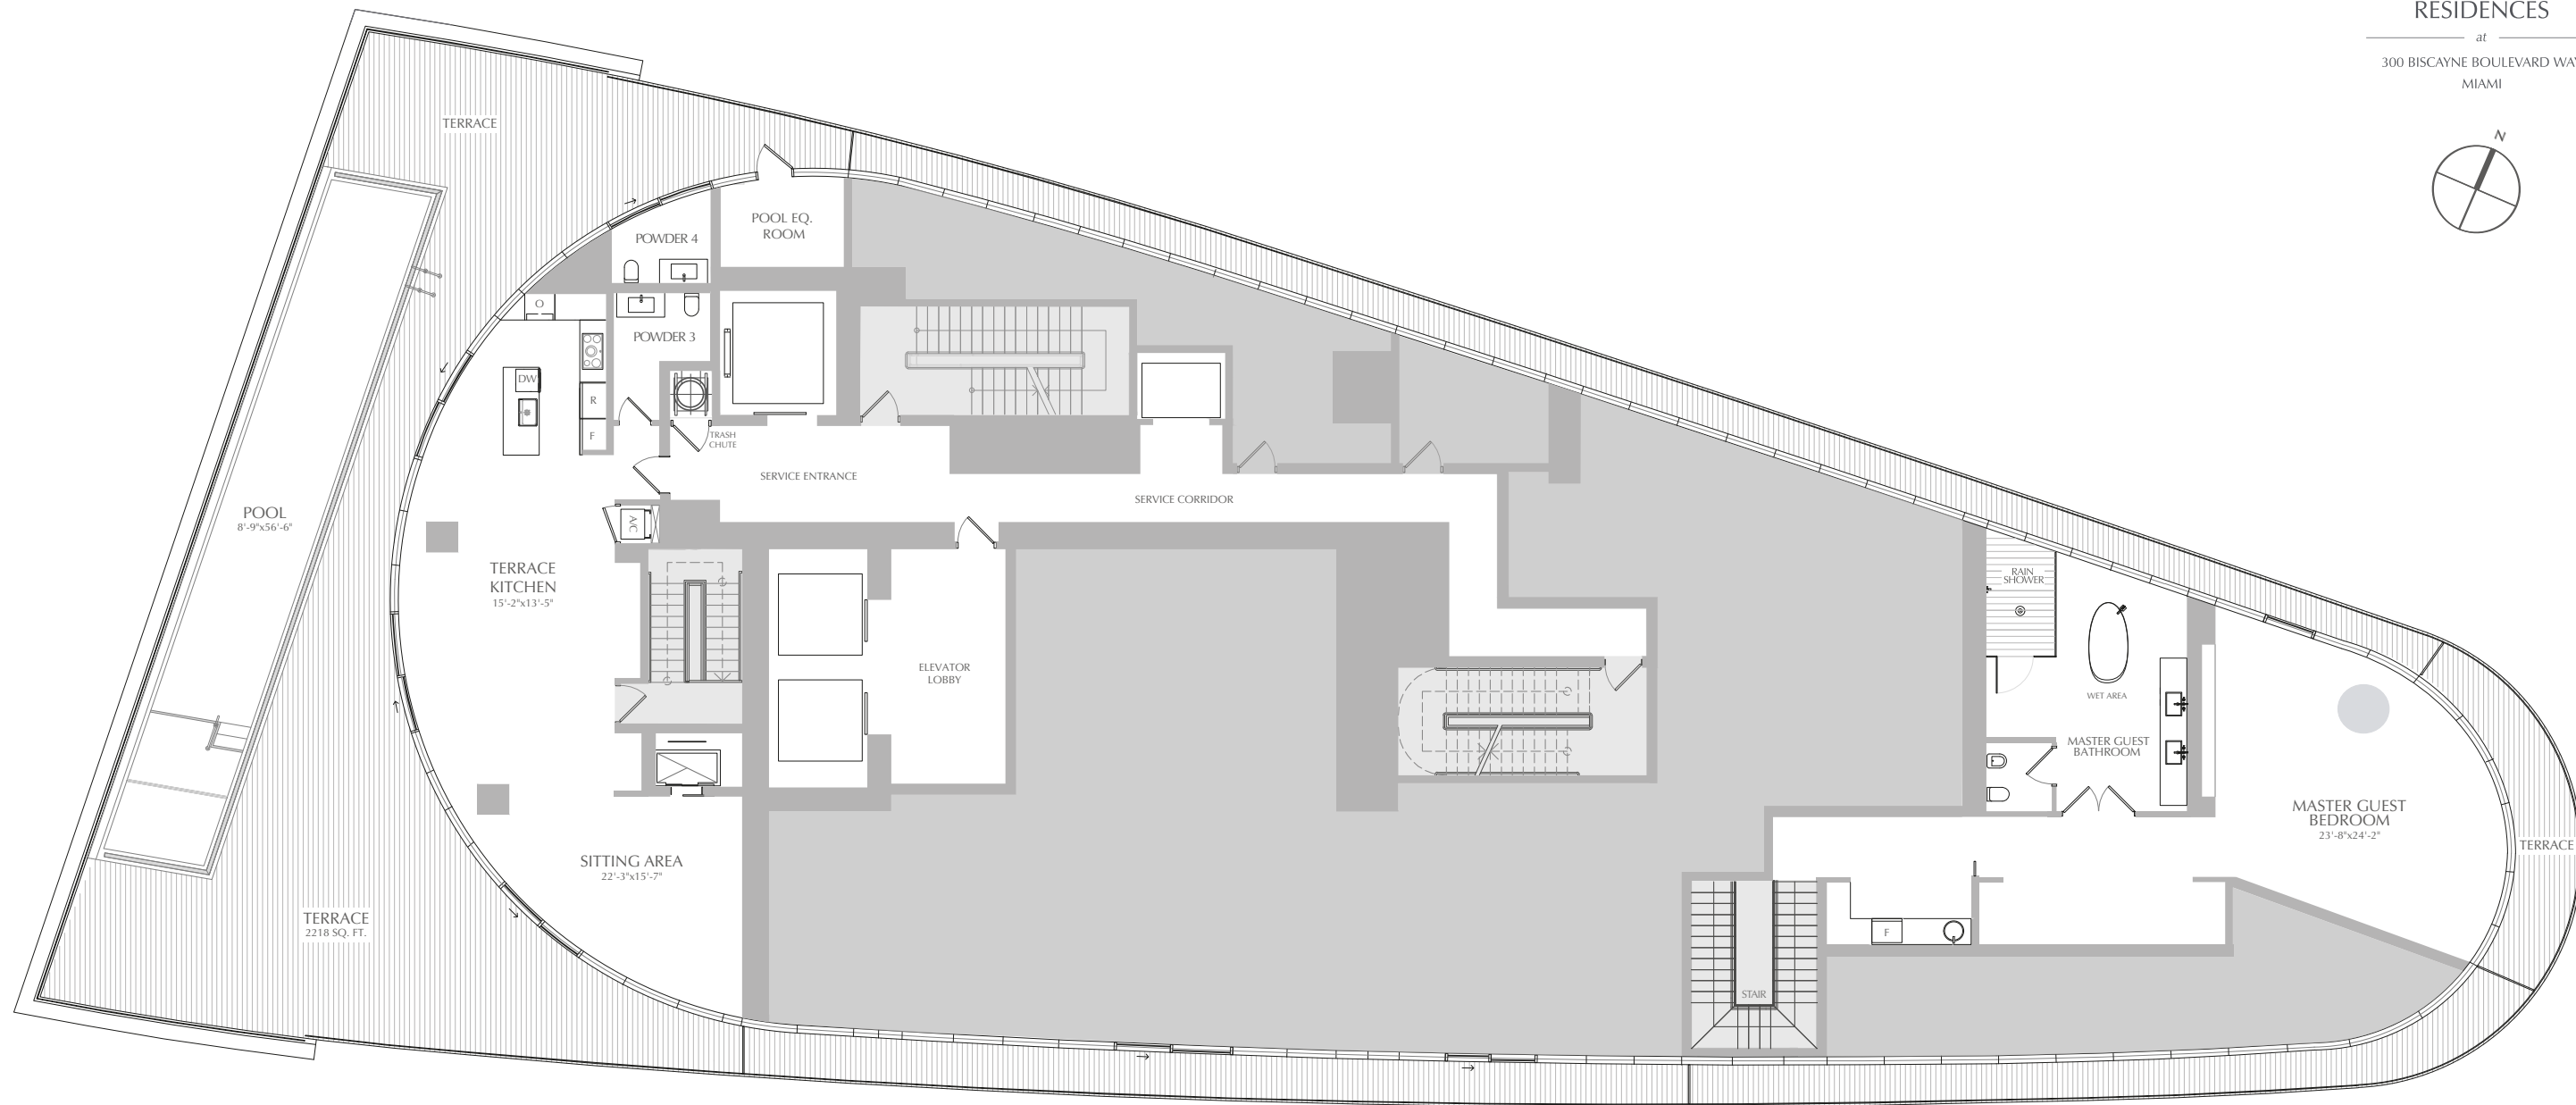 RESIDENCES
at
300 BISCAYNE BOULEVARD WAY
MIAMI
N
TERRACE
POOL EQ.
ROOM
POWDER 4
O
POWDER 3
DW
R
F
TRASH
CHUTE
SERVICE ENTRANCE
SERVICE CORRIDOR
POOL
8'-9"x56'-6"
A/C
TERRACE
KITCHEN
15'-2"x13'-5"
ELEVATOR
LOBBY
RAIN
SHOWER
WET AREA
MASTER GUEST
BATHROOM
MASTER GUEST
BEDROOM
23'-8"x24'-2"
TERRACE
SITTING AREA
22'-3"x15'-7"
TERRACE
2218 SQ. FT.
F
STAIR